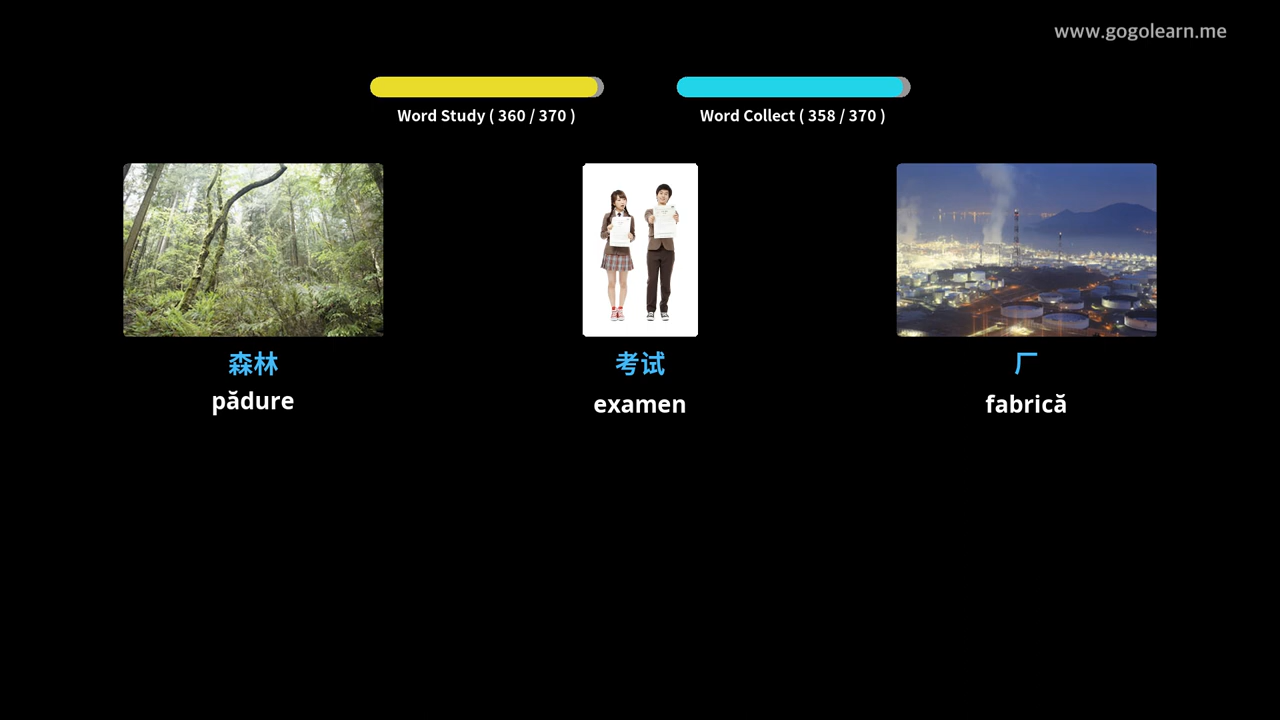 www.gogolearn.me
Word Study ( 360 / 370 )
Word Collect ( 358 / 370 )
森林
考试
厂
pădure
examen
fabrică